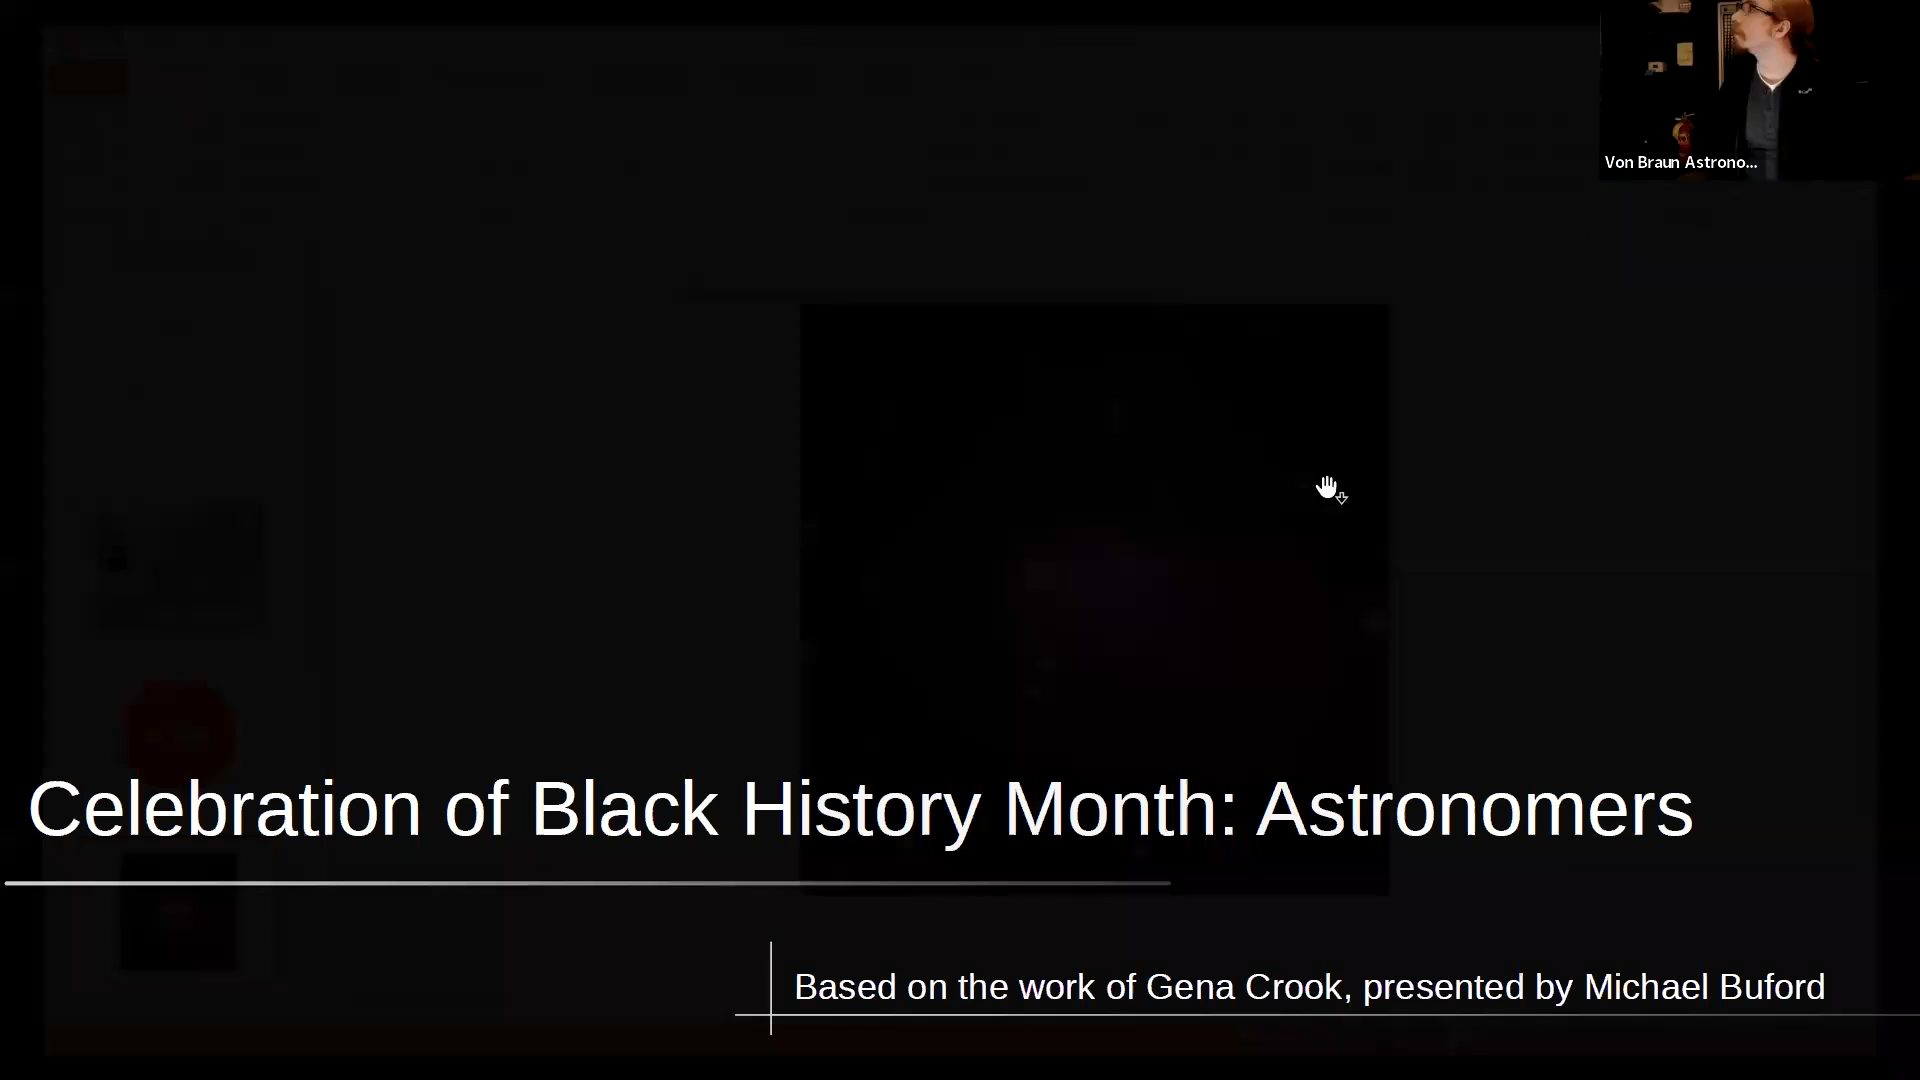 Von Braun Astrono...
Celebration of Black History Month: Astronomers
Based on the work of Gena Crook, presented by Michael Buford